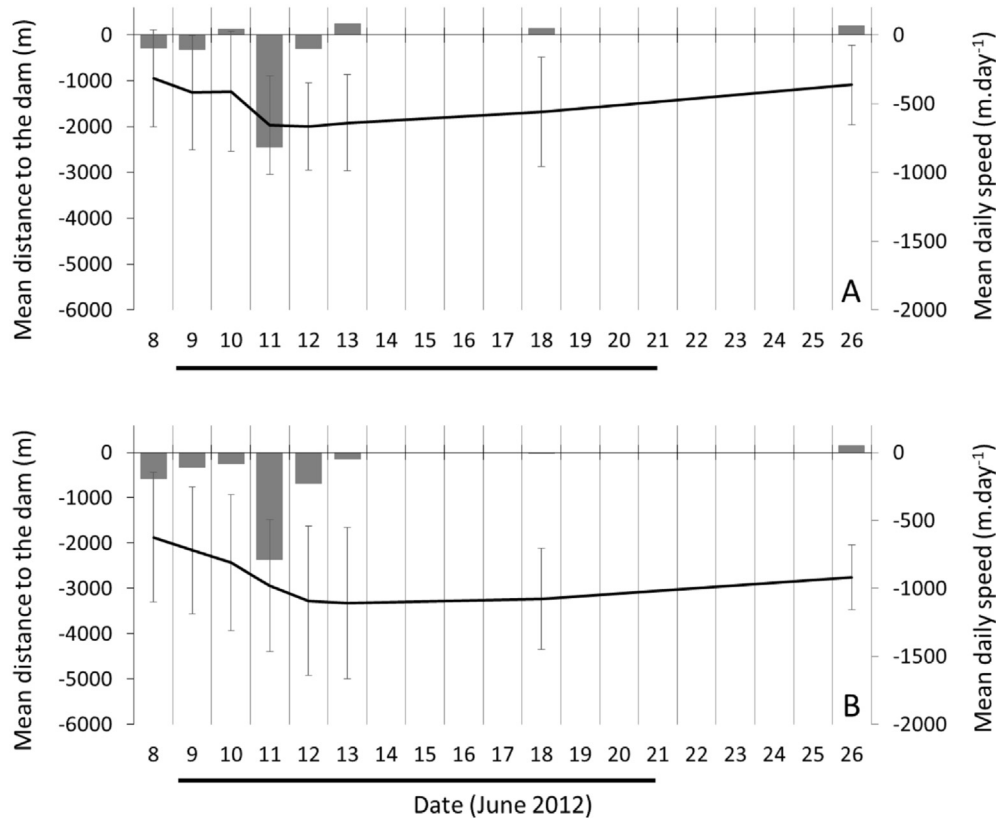 Mean distance to the dam (m)
0
-1000
-2000
-3000
-4000
-5000
-6000
0
-500
-1000
-1500
-2000
Mean daily speed (m.day⁻¹)
A
8 9 10 11 12 13 14 15 16 17 18 19 20 21 22 23 24 25 26
Mean distance to the dam (m)
0
-1000
-2000
-3000
-4000
-5000
-6000
0
-500
-1000
-1500
-2000
Mean daily speed (m.day⁻¹)
B
8 9 10 11 12 13 14 15 16 17 18 19 20 21 22 23 24 25 26
Date (June 2012)